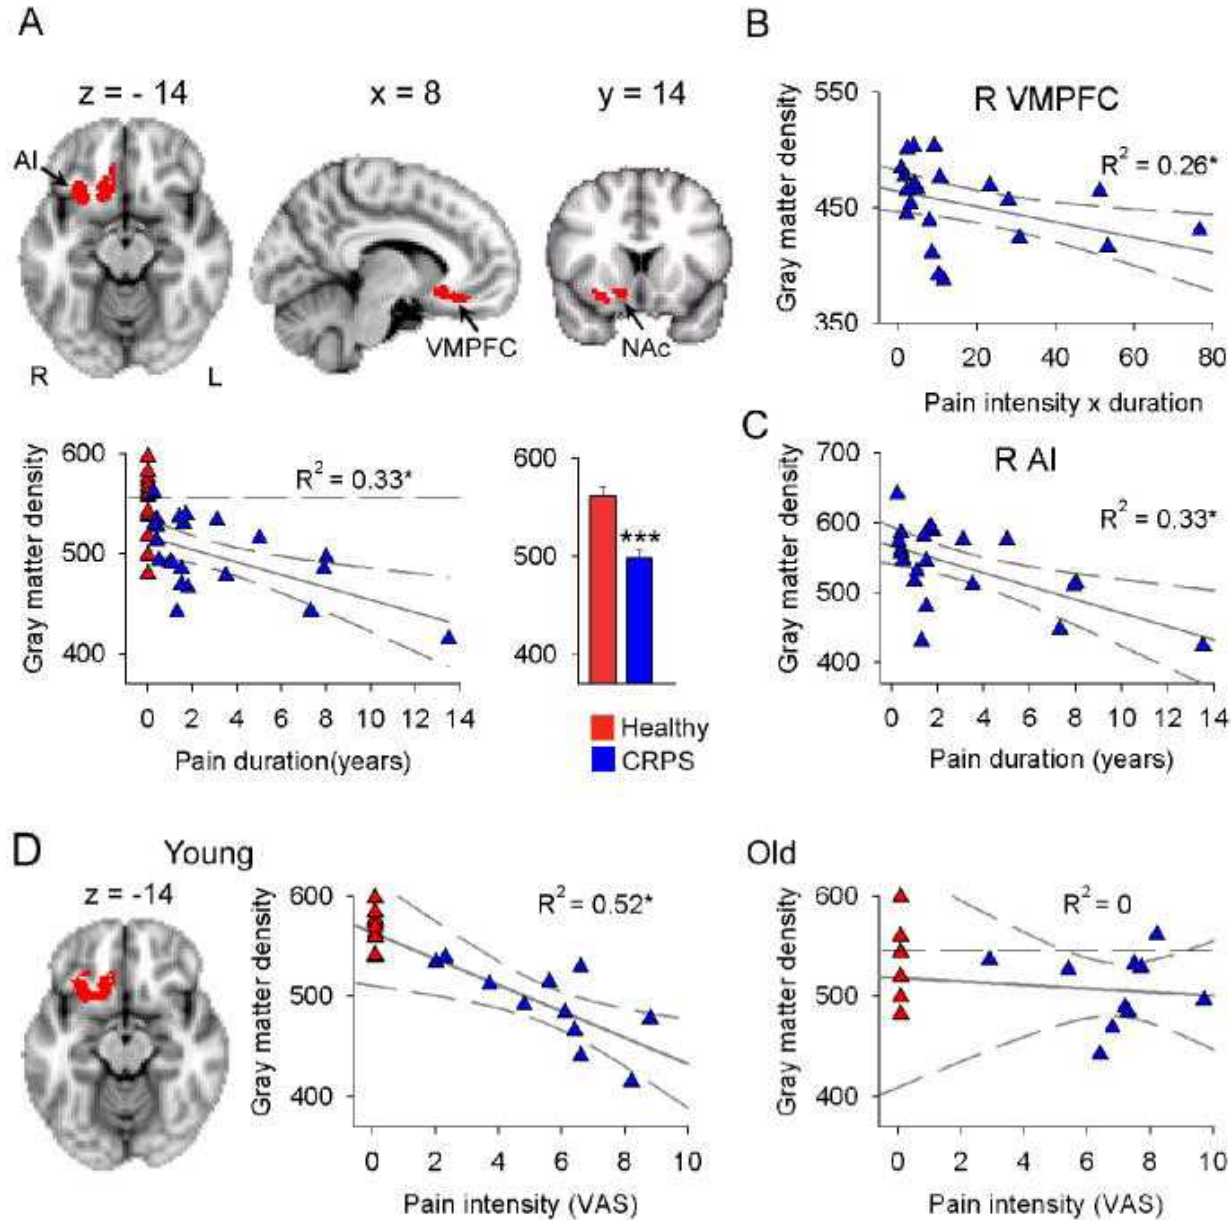 A
z = - 14
x = 8
y = 14
AI
VMPFC
NAc
R
L
B
R VMPFC
R² = 0.26*
Gray matter density
550
450
350
0 20 40 60 80
Pain intensity x duration
Gray matter density
600
500
400
R² = 0.33*
0 2 4 6 8 10 12 14
Pain duration(years)
600
500
400
***
Healthy
CRPS
C
R AI
R² = 0.33*
Gray matter density
700
600
500
400
0 2 4 6 8 10 12 14
Pain duration (years)
D
Young
z = -14
Gray matter density
600
500
400
R² = 0.52*
0 2 4 6 8 10
Pain intensity (VAS)
Old
Gray matter density
600
500
400
R² = 0
0 2 4 6 8 10
Pain intensity (VAS)